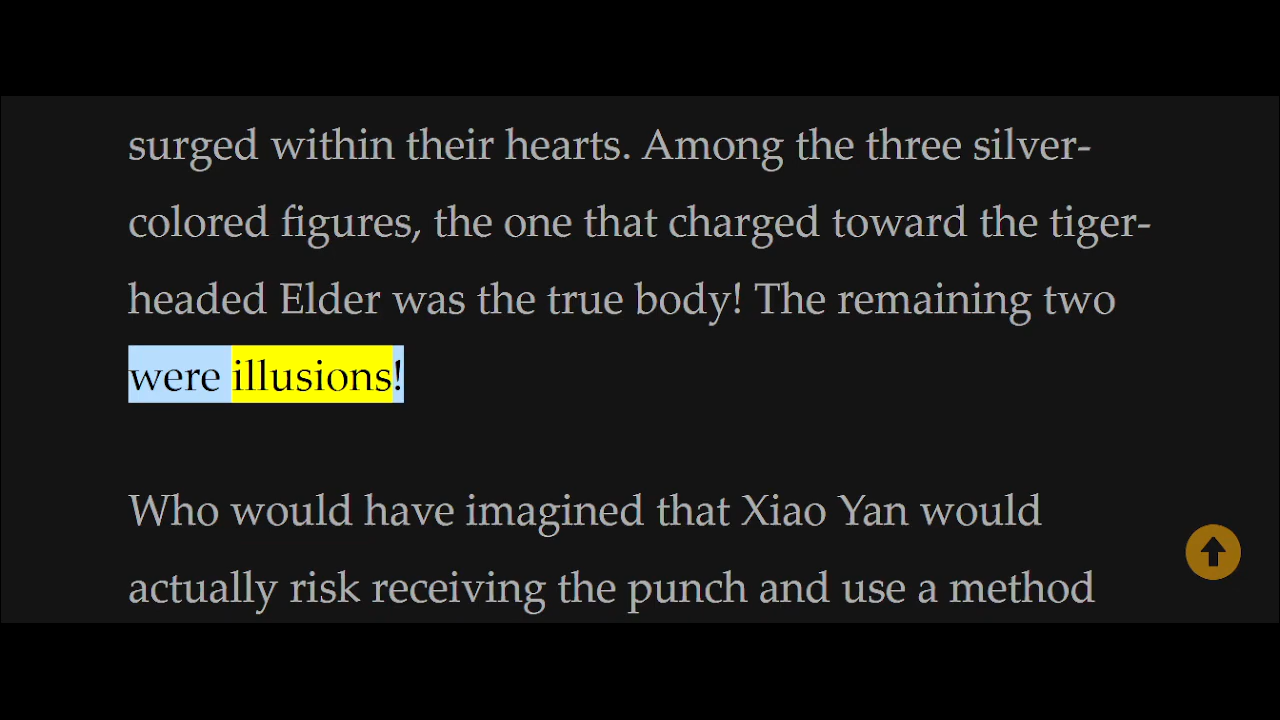 surged within their hearts. Among the three silver-
colored figures, the one that charged toward the tiger-
headed Elder was the true body! The remaining two
were illusions!
Who would have imagined that Xiao Yan would
actually risk receiving the punch and use a method